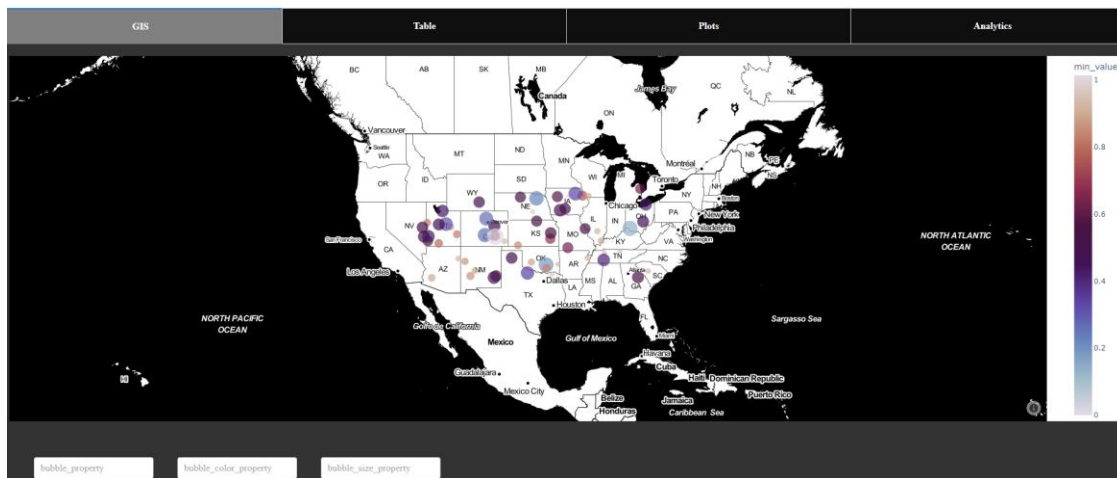 GIS Table Plots Analytics
min_value
1
0.8
0.6
0.4
0.2
0
BC AB SK MB
Canada
ON
James Bay
QC
NL
Vancouver
Seattle
WA
MT
ND
MN
Montréal
NB
PE
NS
OR
ID
WY
SD
WI
MI
Toronto
NY
NH
Boston
NE
IA
Chicago
OH
PA
New York
Philadelphia
Washington
NV
KS
MO
IL
IN
KY
VA
San Francisco
CA
Los Angeles
AZ
NM
OK
AR
TN
NC
SC
Atlanta
GA
AL
MS
LA
TX
Dallas
Houston
FL
Miami
NORTH PACIFIC
OCEAN
NORTH ATLANTIC
OCEAN
Sargasso Sea
Golfo de California
Gulf of Mexico
Mexico
Guadalajara
Mexico City
Havana
Cuba
Haiti Dominican Republic
Puerto Rico
Jamaica
Caribbean Sea
Belize
Honduras
HI
bubble_property bubble_color_property bubble_size_property